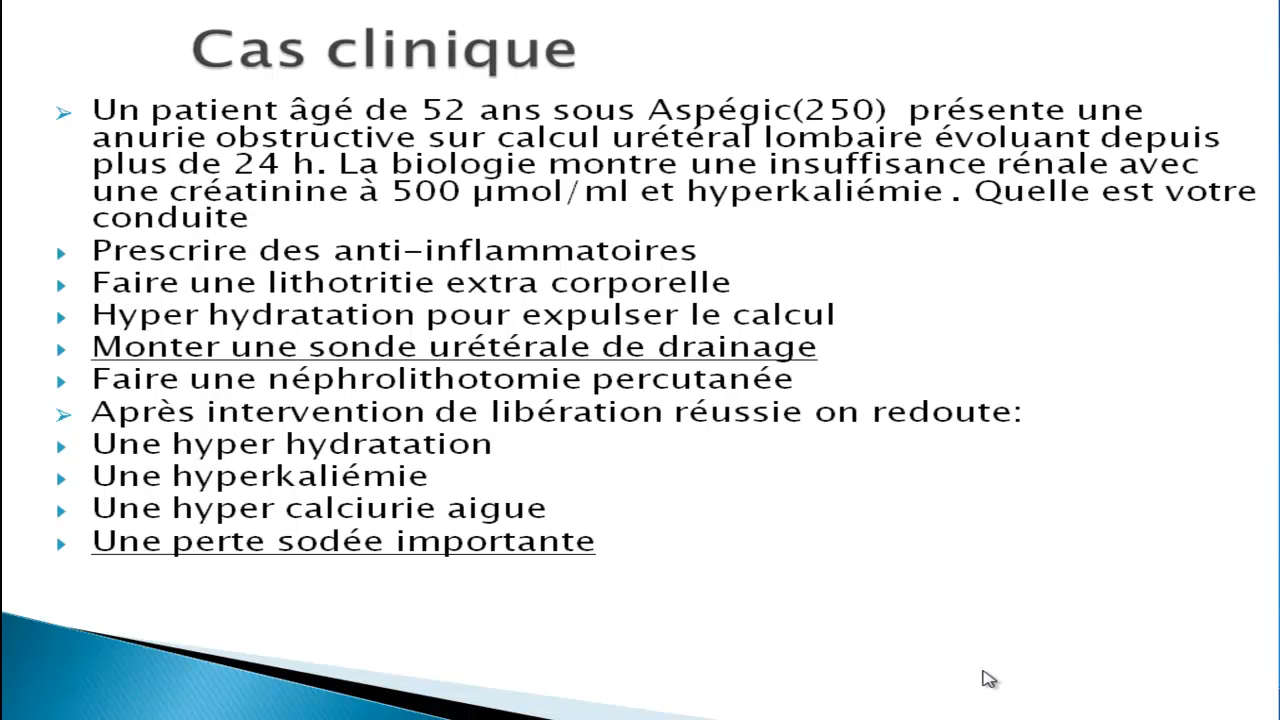 Cas clinique
Un patient âgé de 52 ans sous Aspégic(250) présente une
anurie obstructive sur calcul urétéral lombaire évoluant depuis
plus de 24 h. La biologie montre une insuffisance rénale avec
une créatinine à 500 µmol/ml et hyperkaliémie . Quelle est votre
conduite
Prescrire des anti-inflammatoires
Faire une lithotritie extra corporelle
Hyper hydratation pour expulser le calcul
Monter une sonde urétérale de drainage
Faire une néphrolithotomie percutanée
Après intervention de libération réussie on redoute:
Une hyper hydratation
Une hyperkaliémie
Une hyper calciurie aigue
Une perte sodée importante